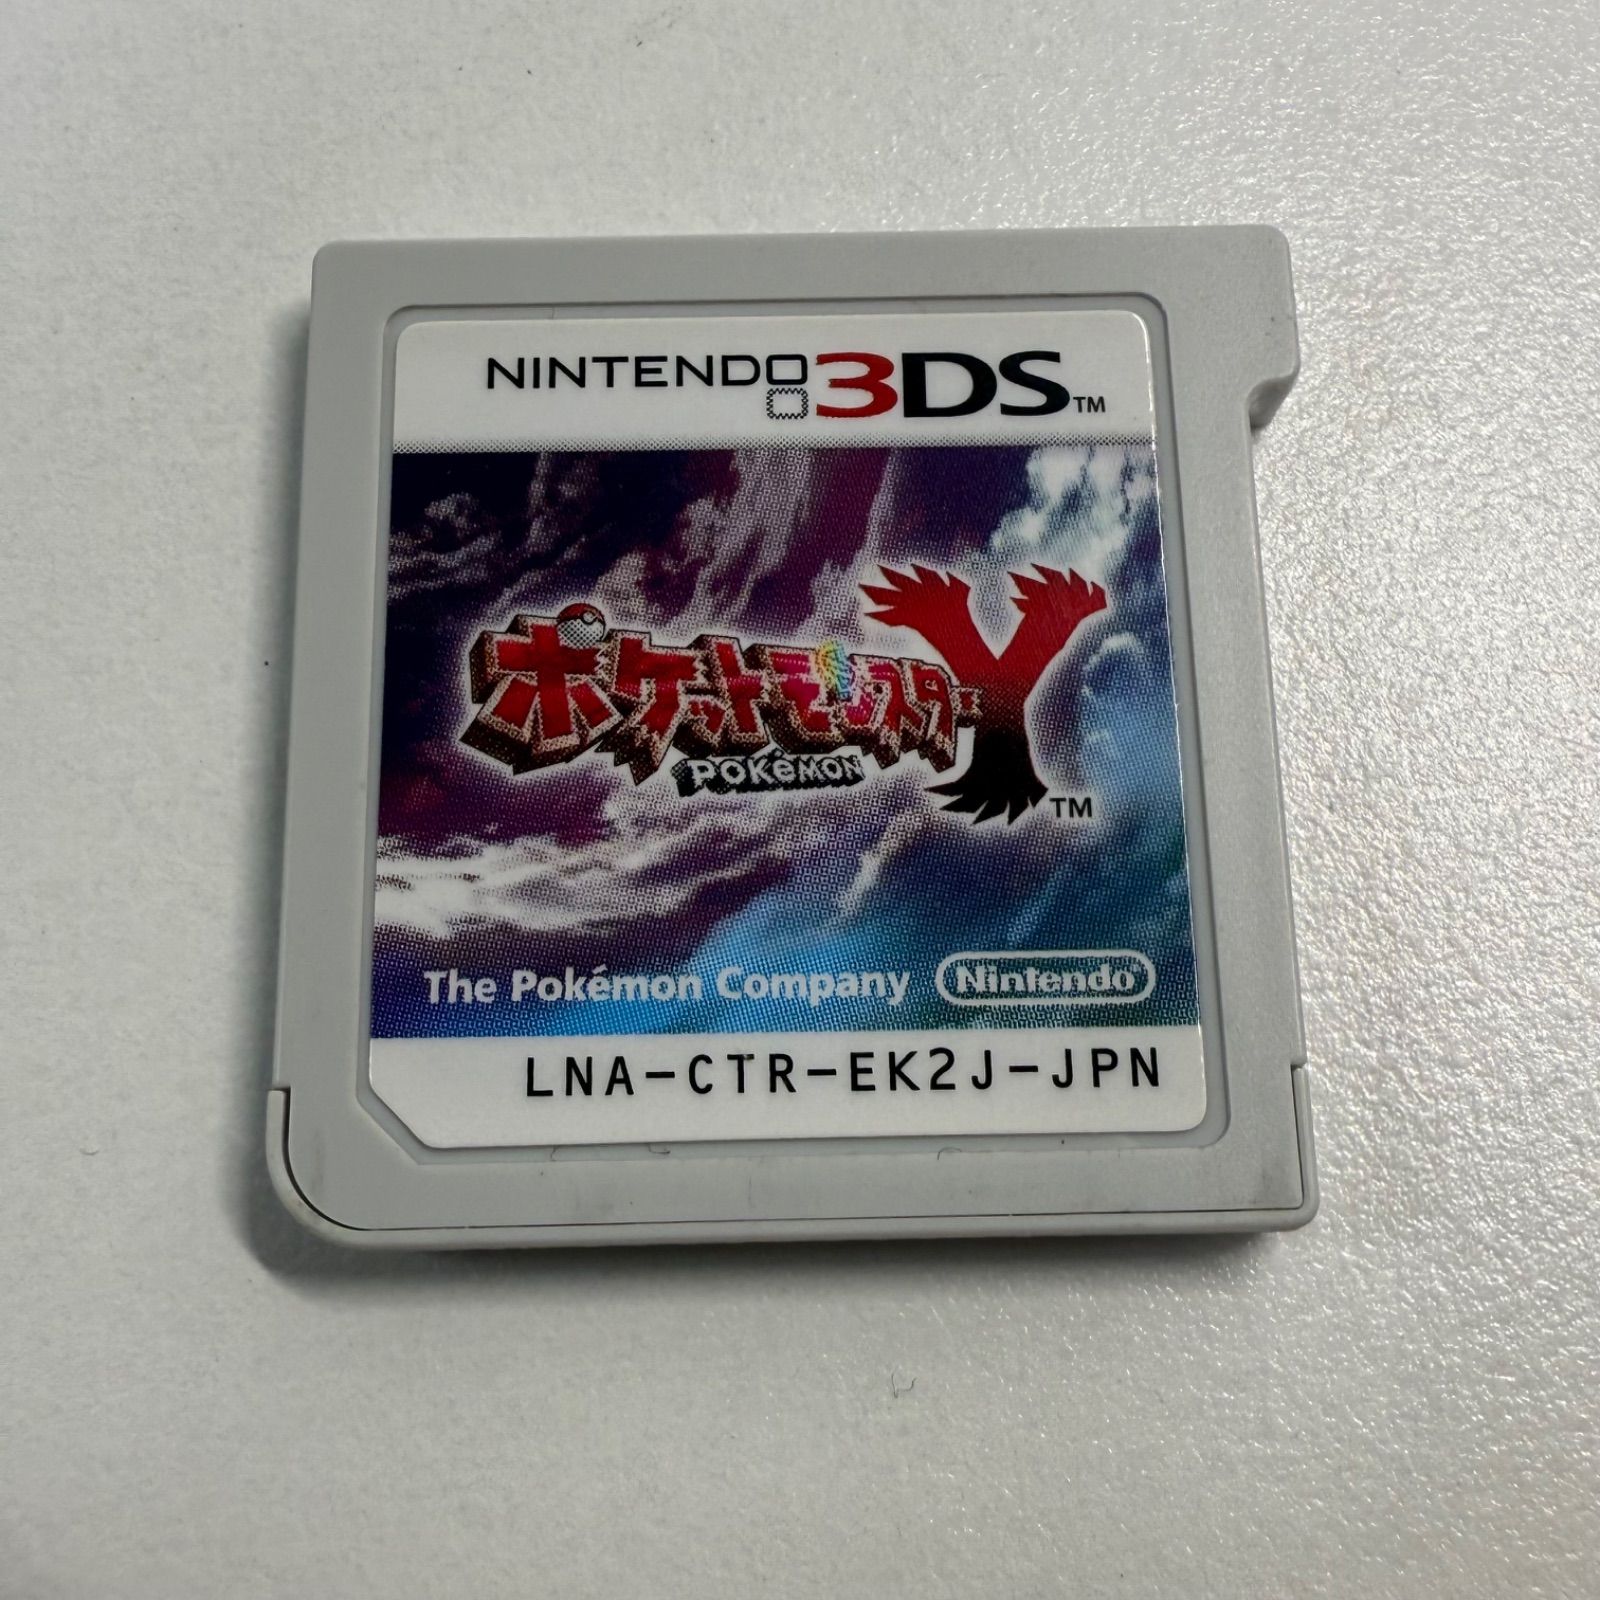 NINTENDO 3DS™
ポケットモンスター Y
POKéMON ™
The Pokémon Company Nintendo
LNA-CTR-EK2J-JPN